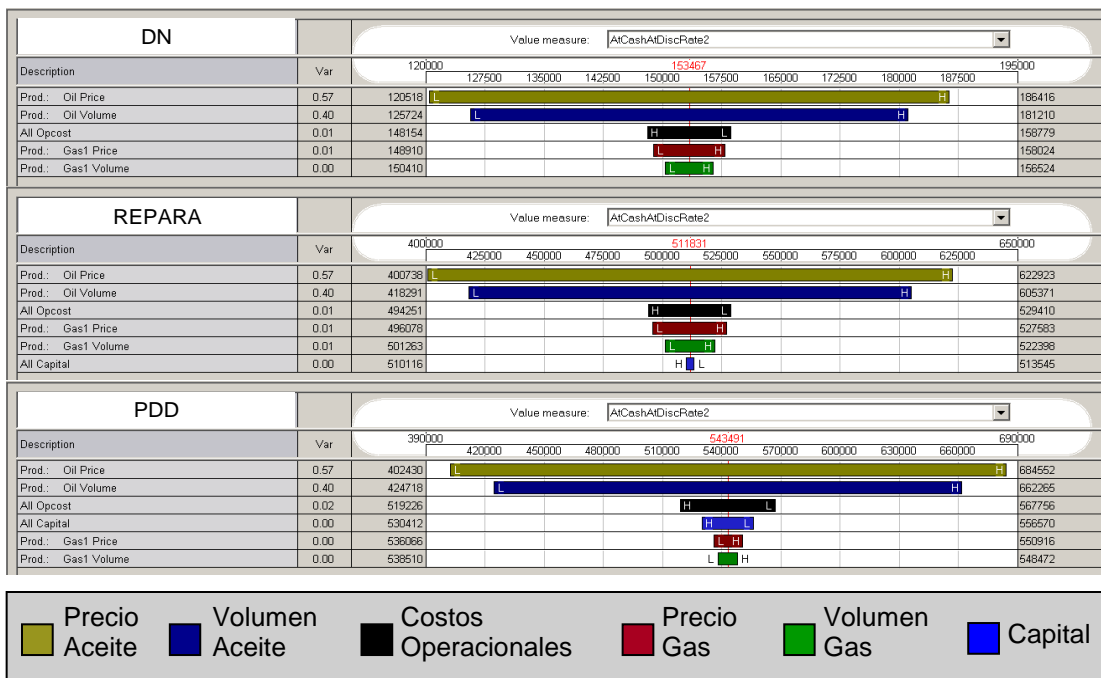 DN
Value measure: AtCashAtDiscRate2
Description Var 120000 127500 135000 142500 150000 153467 157500 165000 172500 180000 187500 195000
Prod.: Oil Price 0.57 120518 L H 186416
Prod.: Oil Volume 0.40 125724 L H 181210
All Opcost 0.01 148154 H L 158779
Prod.: Gas1 Price 0.01 148910 L H 158024
Prod.: Gas1 Volume 0.00 150410 L H 156524
REPARA
Value measure: AtCashAtDiscRate2
Description Var 400000 425000 450000 475000 500000 511831 525000 550000 575000 600000 625000 650000
Prod.: Oil Price 0.57 400738 L H 622923
Prod.: Oil Volume 0.40 418291 L H 605371
All Opcost 0.01 494251 H L 529410
Prod.: Gas1 Price 0.01 496078 L H 527583
Prod.: Gas1 Volume 0.01 501263 L H 522398
All Capital 0.00 510116 H L 513545
PDD
Value measure: AtCashAtDiscRate2
Description Var 390000 420000 450000 480000 510000 543491 540000 570000 600000 630000 660000 690000
Prod.: Oil Price 0.57 402430 L H 684552
Prod.: Oil Volume 0.40 424718 L H 662265
All Opcost 0.02 519226 H L 567756
All Capital 0.00 530412 H L 556570
Prod.: Gas1 Price 0.00 536066 L H 550916
Prod.: Gas1 Volume 0.00 538510 L H 548472
Precio Aceite
Volumen Aceite
Costos Operacionales
Precio Gas
Volumen Gas
Capital